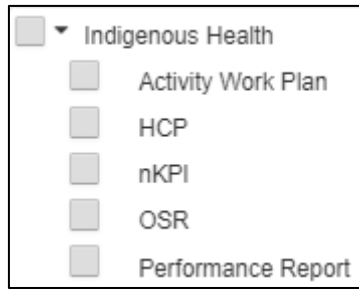 Indigenous Health
Activity Work Plan
HCP
nKPI
OSR
Performance Report